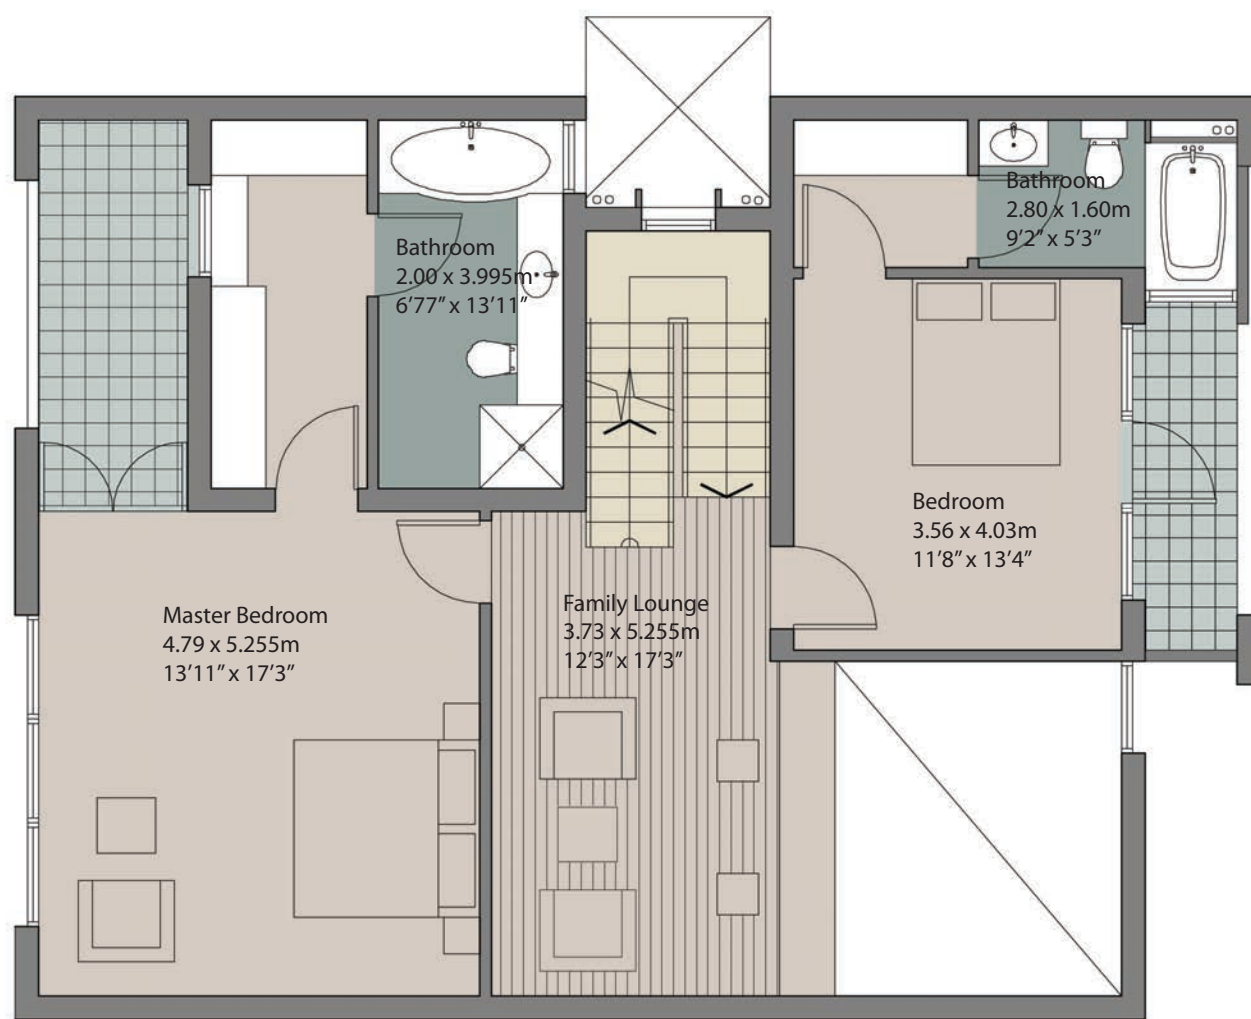 Bathroom
2.00 x 3.995m
6’77” x 13’11”
Bathroom
2.80 x 1.60m
9’2” x 5’3”
Bedroom
3.56 x 4.03m
11’8” x 13’4”
Master Bedroom
4.79 x 5.255m
13’11” x 17’3”
Family Lounge
3.73 x 5.255m
12’3” x 17’3”